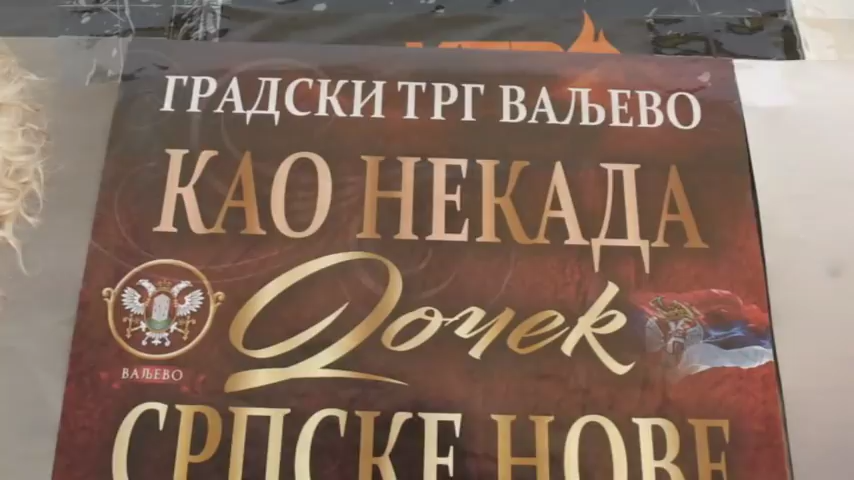 ГРАДСКИ ТРГ ВАЉЕВО
КАО НЕКАДА
Дочек
ВАЉЕВО
СРПСКЕ НОВЕ